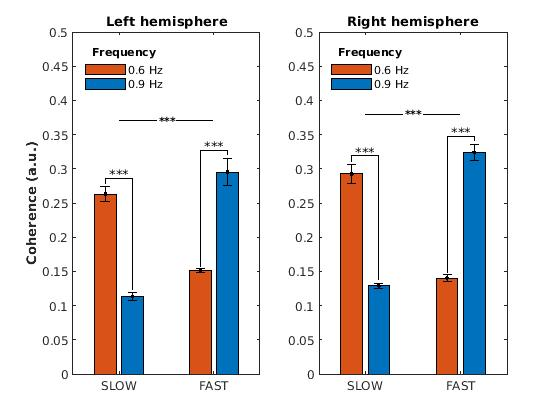 Left hemisphere
Coherence (a.u.)
0.5
0.45
0.4
0.35
0.3
0.25
0.2
0.15
0.1
0.05
0
Frequency
0.6 Hz
0.9 Hz
***
***
***
SLOW
FAST
Right hemisphere
0.5
0.45
0.4
0.35
0.3
0.25
0.2
0.15
0.1
0.05
0
Frequency
0.6 Hz
0.9 Hz
***
***
***
SLOW
FAST